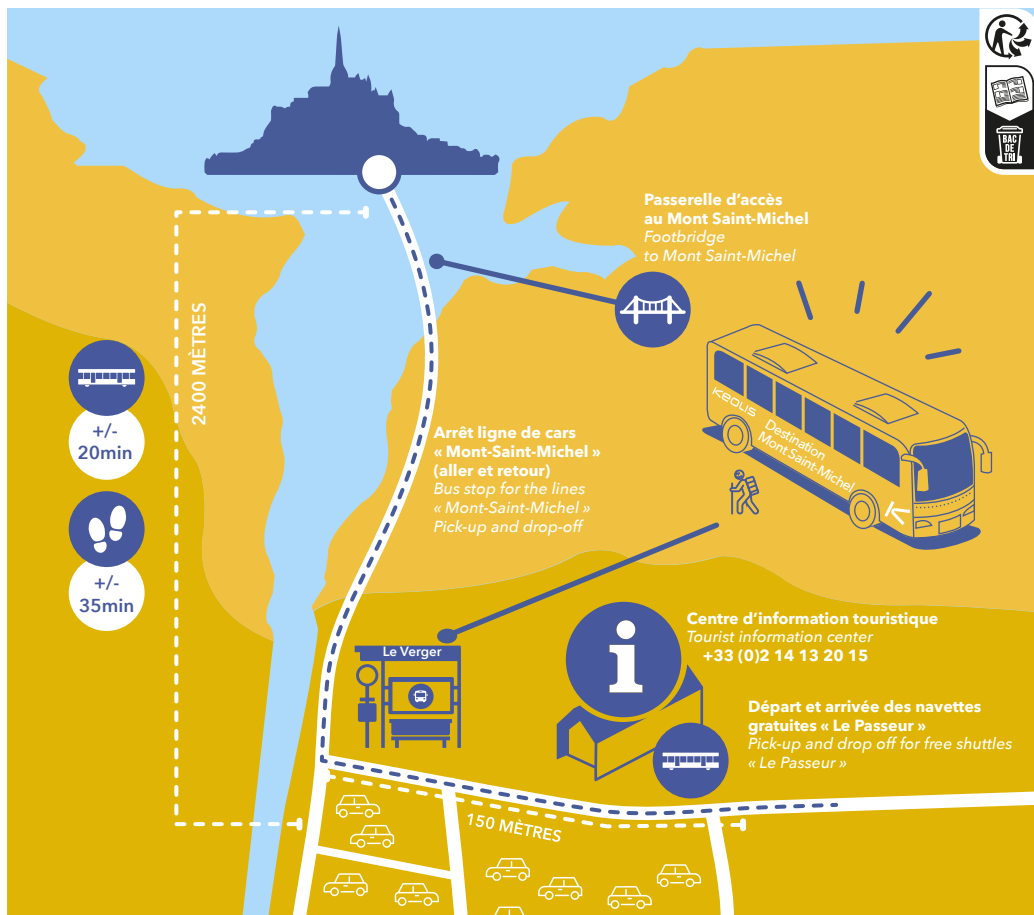 BAC
DE
TRI
Passerelle d'accès
au Mont Saint-Michel
Footbridge
to Mont Saint-Michel
2400 MÈTRES
+/-
20min
+/-
35min
KEOLIS
Destination
Mont Saint-Michel
K
Arrêt ligne de cars
« Mont-Saint-Michel »
(aller et retour)
Bus stop for the lines
« Mont-Saint-Michel »
Pick-up and drop-off
Le Verger
i
Centre d'information touristique
Tourist information center
+33 (0)2 14 13 20 15
Départ et arrivée des navettes
gratuites « Le Passeur »
Pick-up and drop off for free shuttles
« Le Passeur »
150 MÈTRES